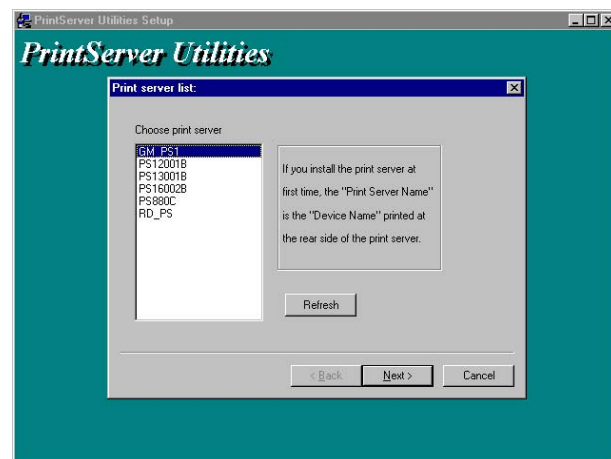 PrintServer Utilities Setup
PrintServer Utilities
Print server list:
Choose print server
GM_PS1
PS12001B
PS13001B
PS16002B
PS880C
RD_PS
If you install the print server at
first time, the "Print Server Name"
is the "Device Name" printed at
the rear side of the print server.
Refresh
< Back
Next >
Cancel